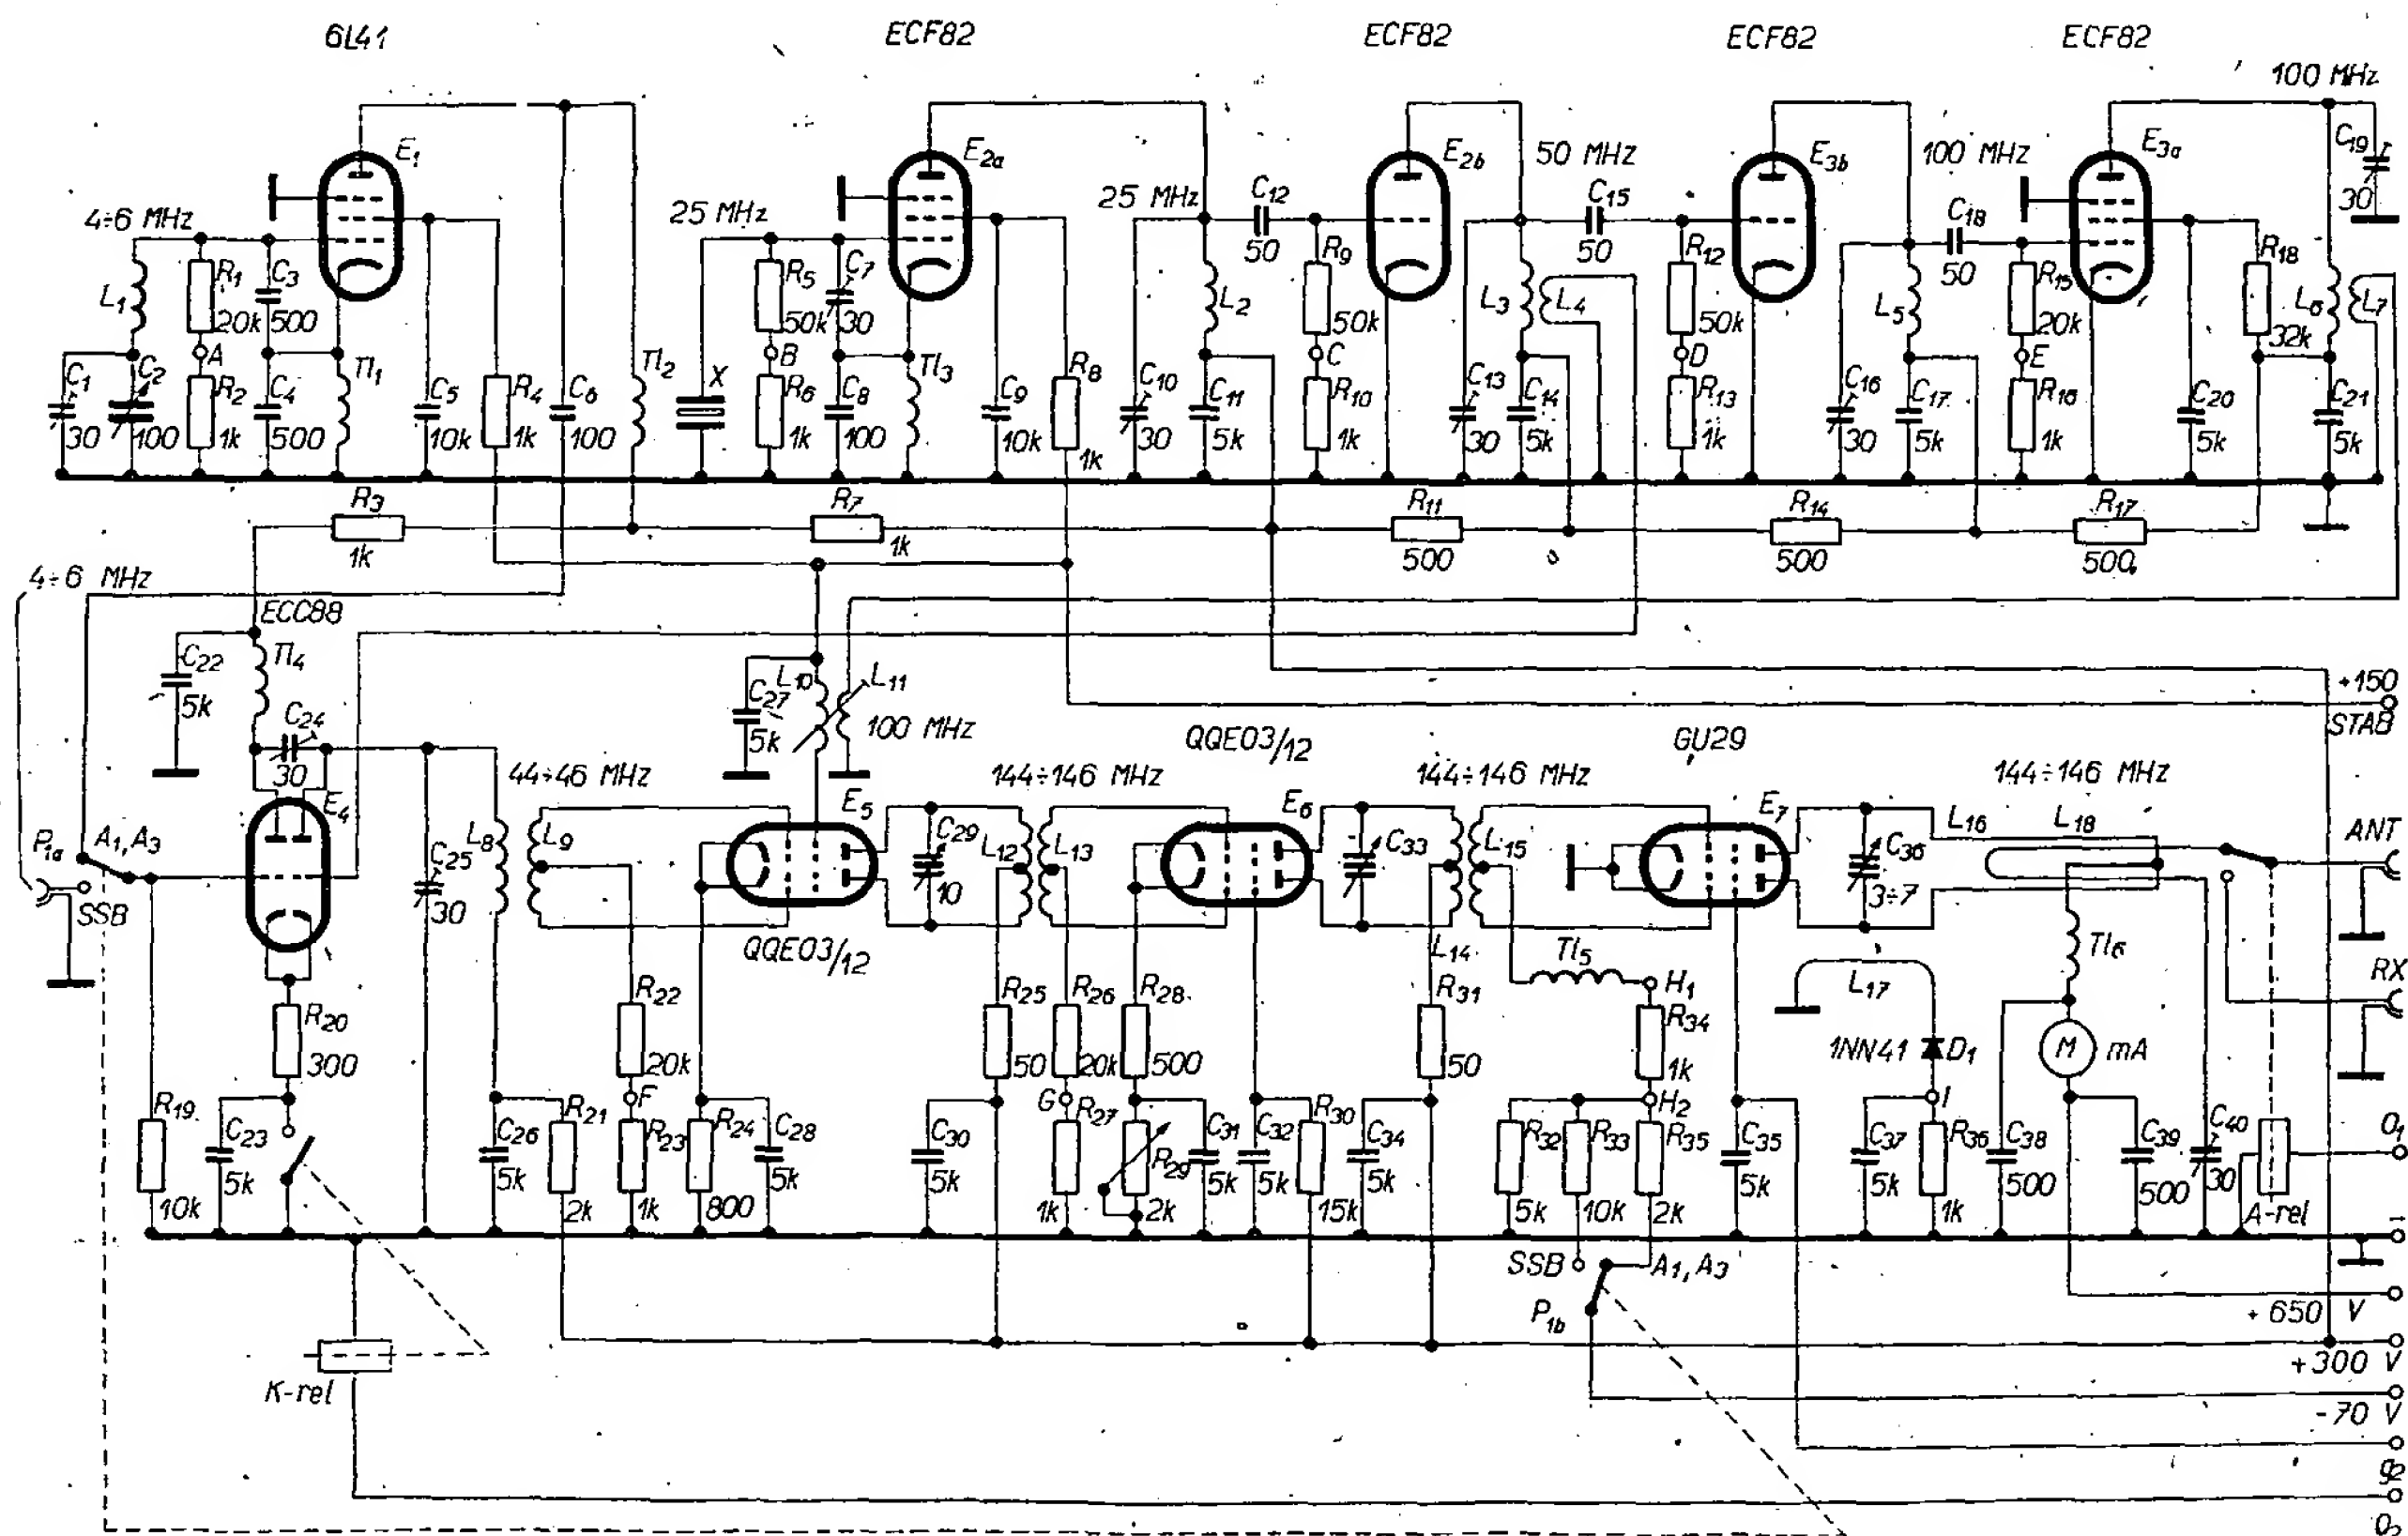 6L41 ECF82 ECF82 ECF82 ECF82
100 MHz
E1 E2a E2b E3b E3a C19
50 MHz 100 MHz
30
4÷6 MHz 25 MHz 25 MHz C12 C15 C18
50 50 50
L1 R1 C3 R5 C7 L2 R9 L3 L4 R12 L5 R15 R18 L6 L7
20k 500 50k 30 50k 50k 20k 32k
A B C D E
C1 C2 R2 C4 Tl1 C5 R4 C6 Tl2 X R6 C8 Tl3 C9 R8 C10 C11 R10 C13 C14 R13 C16 C17 R16 C20 C21
30 100 1k 500 10k 1k 100 1k 100 10k 1k 30 5k 1k 30 5k 1k 30 5k 1k 5k 5k
R3 R7 R11 R14 R17
1k 1k 500 500 500
4÷6 MHz
ECC88
C22 Tl4
5k
C27 L10 L11
5k 100 MHz
+150
STAB
C24
30
QQE03/12 GU29
44÷46 MHz 144÷146 MHz 144÷146 MHz 144÷146 MHz
E4 E5 E6 E7
P1a A1, A3 C25 L8 L9 C29 L12 L13 C33 L15 C36 L16 L18 ANT
30 10 3÷7
SSB
QQE03/12
L14 Tl5 L17 Tl6 RX
H1
R20 R22 R25 R26 R28 R31 R34
300 20k 50 20k 500 50 1k
1NN41 D1 M mA
F G H2 I
R19 C23 C26 R21 R23 R24 C28 C30 R27 R29 C31 C32 R30 C34 R32 R33 R35 C35 C37 R36 C38 C39 C40 O1
10k 5k 5k 2k 1k 800 5k 5k 1k 2k 5k 5k 15k 5k 5k 10k 2k 5k 5k 1k 500 500 30
A-rel
-
SSB A1, A3
P1b
+650 V
K-rel
+300 V
-70 V
g2
O2